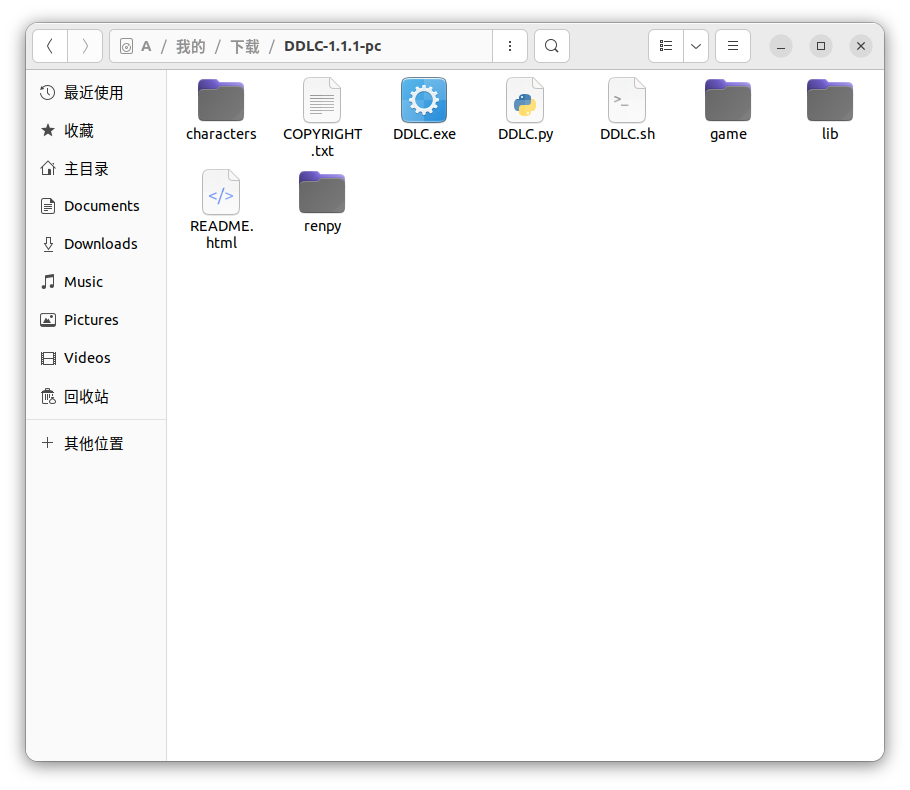 A / 我的 / 下载 / DDLC-1.1.1-pc
最近使用
收藏
主目录
Documents
Downloads
Music
Pictures
Videos
回收站
其他位置
characters
COPYRIGHT
.txt
DDLC.exe
DDLC.py
DDLC.sh
game
lib
README.
html
renpy